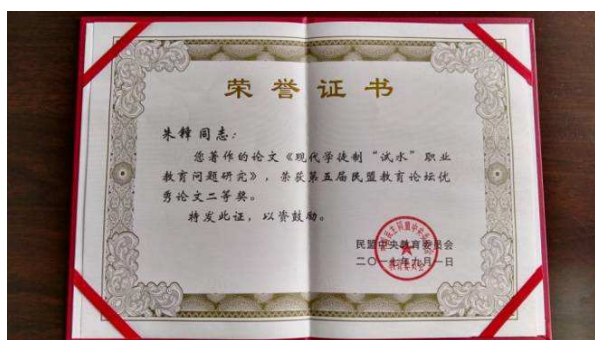 荣誉证书
朱锋同志：
您著作的论文《现代学徒制“试水”职业
教育问题研究》，荣获第五届民盟教育论坛优
秀论文二等奖。
特发此证，以资鼓励。
民盟中央教育委员会
二〇一七年九月一日